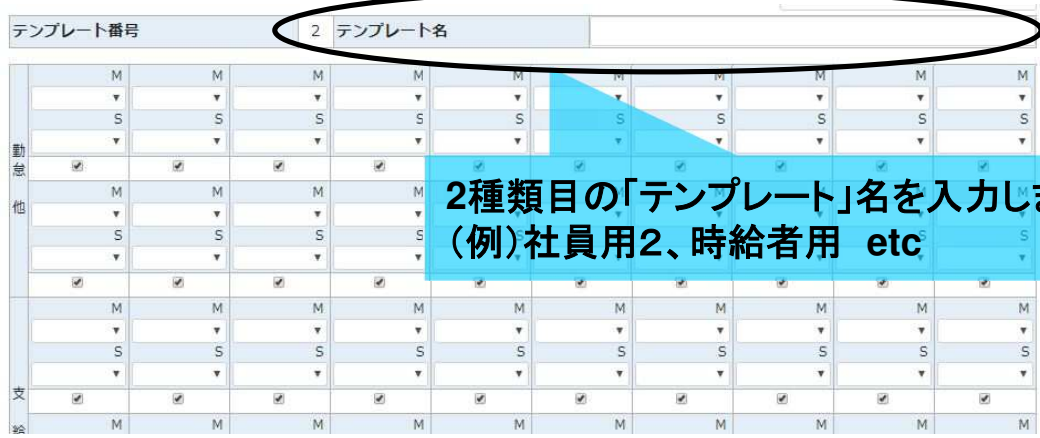 テンプレート番号 2 テンプレート名
M M M M M M M M M M
S S S S S S S S S S
勤
怠
他
M M M M M M
2種類目の「テンプレート」名を入力しま
S S S S S
(例)社員用2、時給者用 etc
M M M M M M M M M M
S S S S S S S S S S
支
給
M M M M M M M M M M